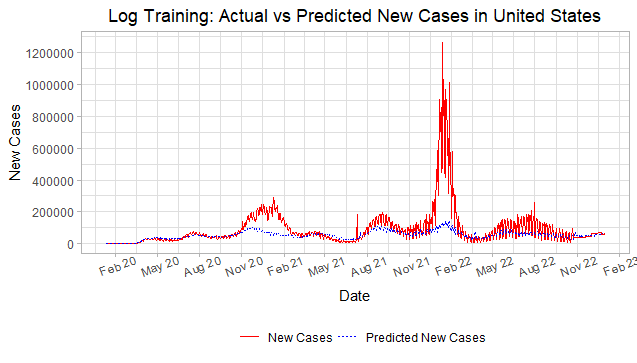 Log Training: Actual vs Predicted New Cases in United States
1200000
1000000
800000
600000
400000
200000
0
New Cases
Feb 20
May 20
Aug 20
Nov 20
Feb 21
May 21
Aug 21
Nov 21
Feb 22
May 22
Aug 22
Nov 22
Feb 23
Date
New Cases
Predicted New Cases